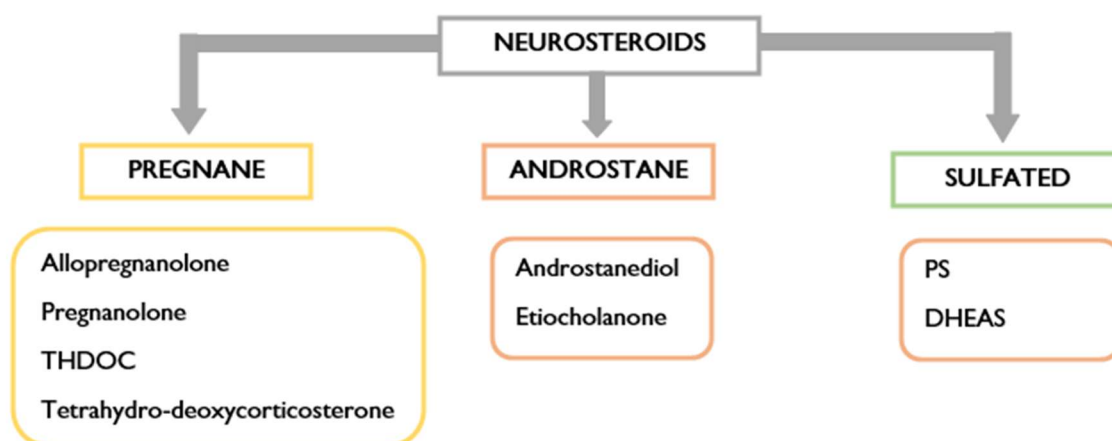 NEUROSTEROIDS
PREGNANE
Allopregnanolone
Pregnanolone
THDOC
Tetrahydro-deoxycorticosterone
ANDROSTANE
Androstanediol
Etiocholanone
SULFATED
PS
DHEAS